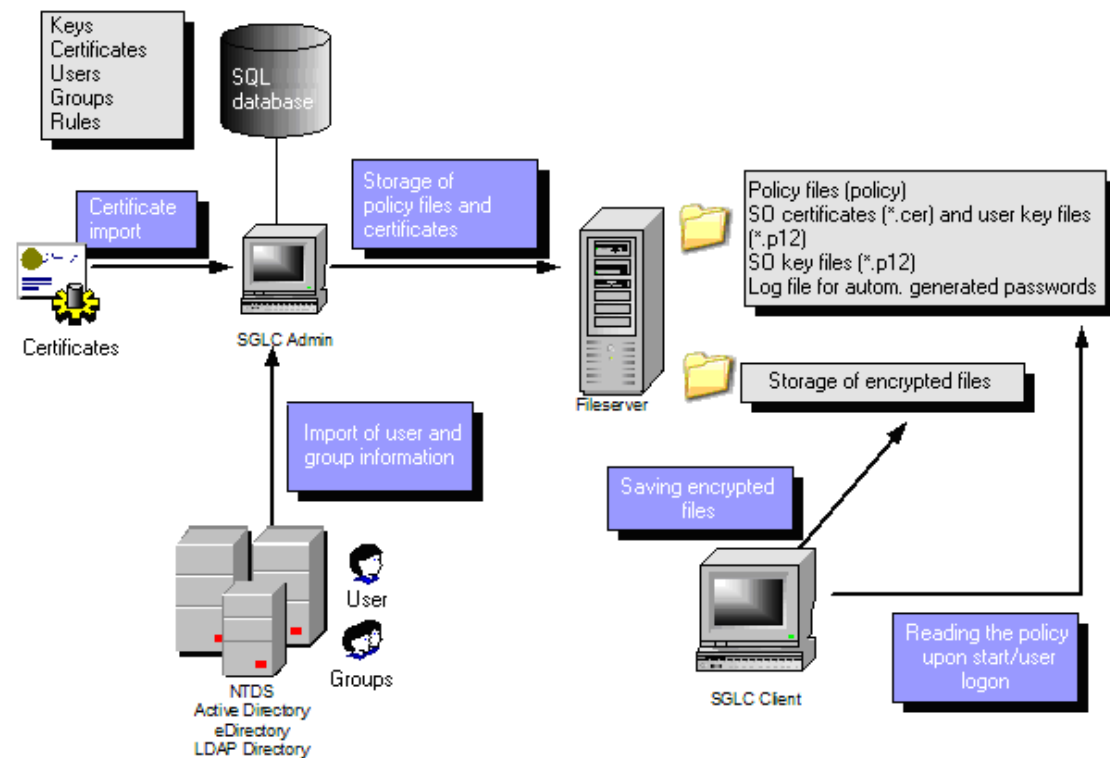 Keys
Certificates
Users
Groups
Rules
SQL
database
Certificate
import
Storage of
policy files and
certificates
Policy files (policy)
SO certificates (*.cer) and user key files
(*.p12)
SO key files (*.p12)
Log file for autom. generated passwords
Certificates
SGLC Admin
Fileserver
Storage of encrypted files
Import of user and
group information
Saving encrypted
files
User
Groups
NTDS
Active Directory
eDirectory
LDAP Directory
SGLC Client
Reading the policy
upon start/user
logon